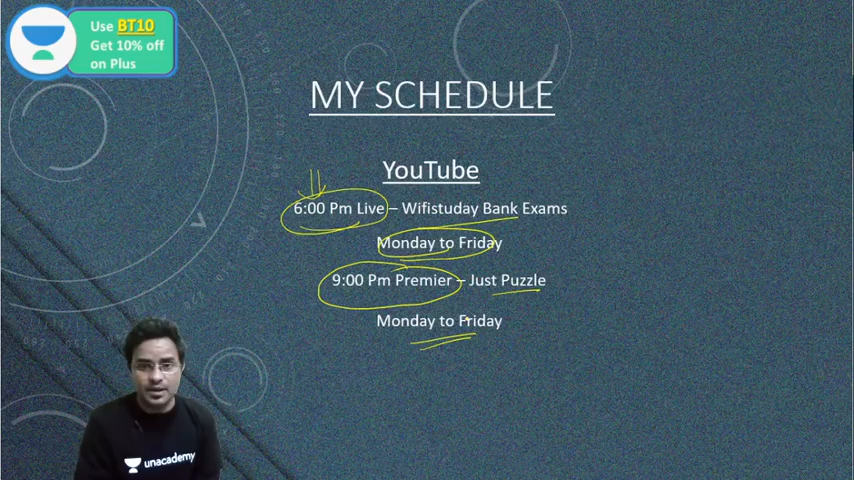 Use BT10
Get 10% off
on Plus
MY SCHEDULE
YouTube
6:00 Pm Live – Wifistuday Bank Exams
Monday to Friday
9:00 Pm Premier – Just Puzzle
Monday to Friday
unacademy